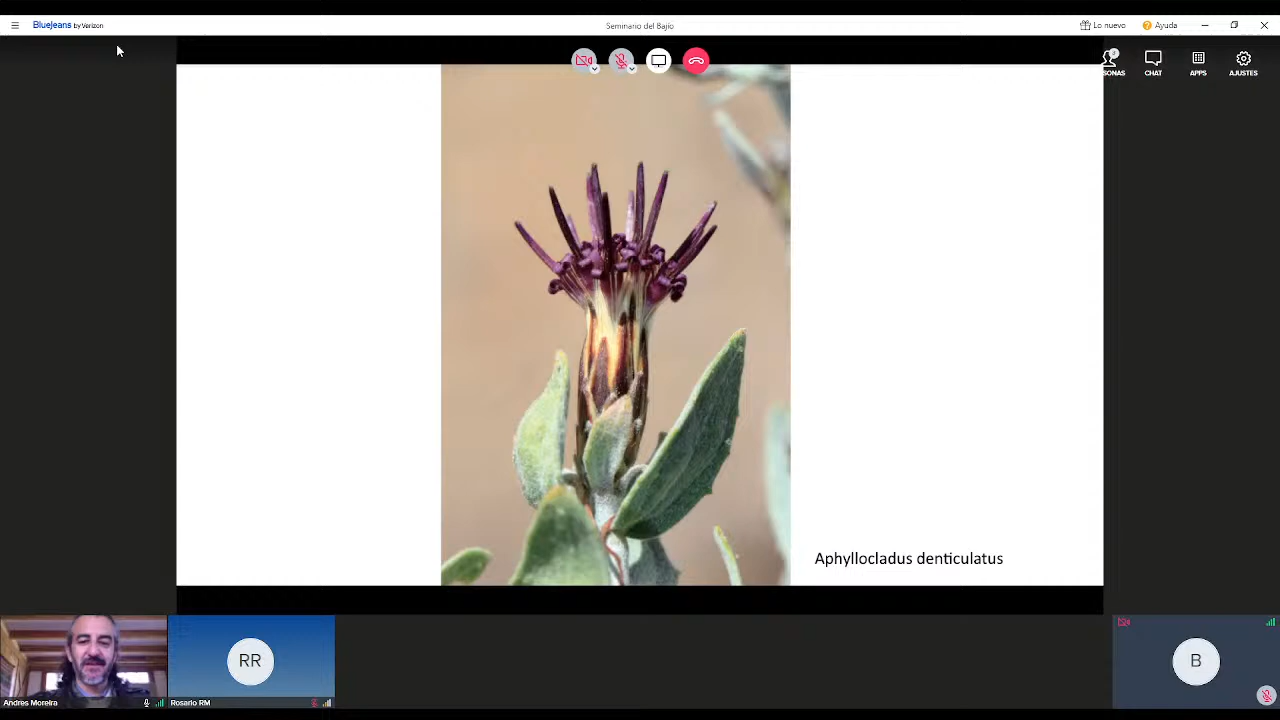 BlueJeans by Verizon
Seminario del Bajío
Lo nuevo
Ayuda
SONAS
CHAT
APPS
AJUSTES
Aphyllocladus denticulatus
RR
B
Andres Moreira
Rosario RM